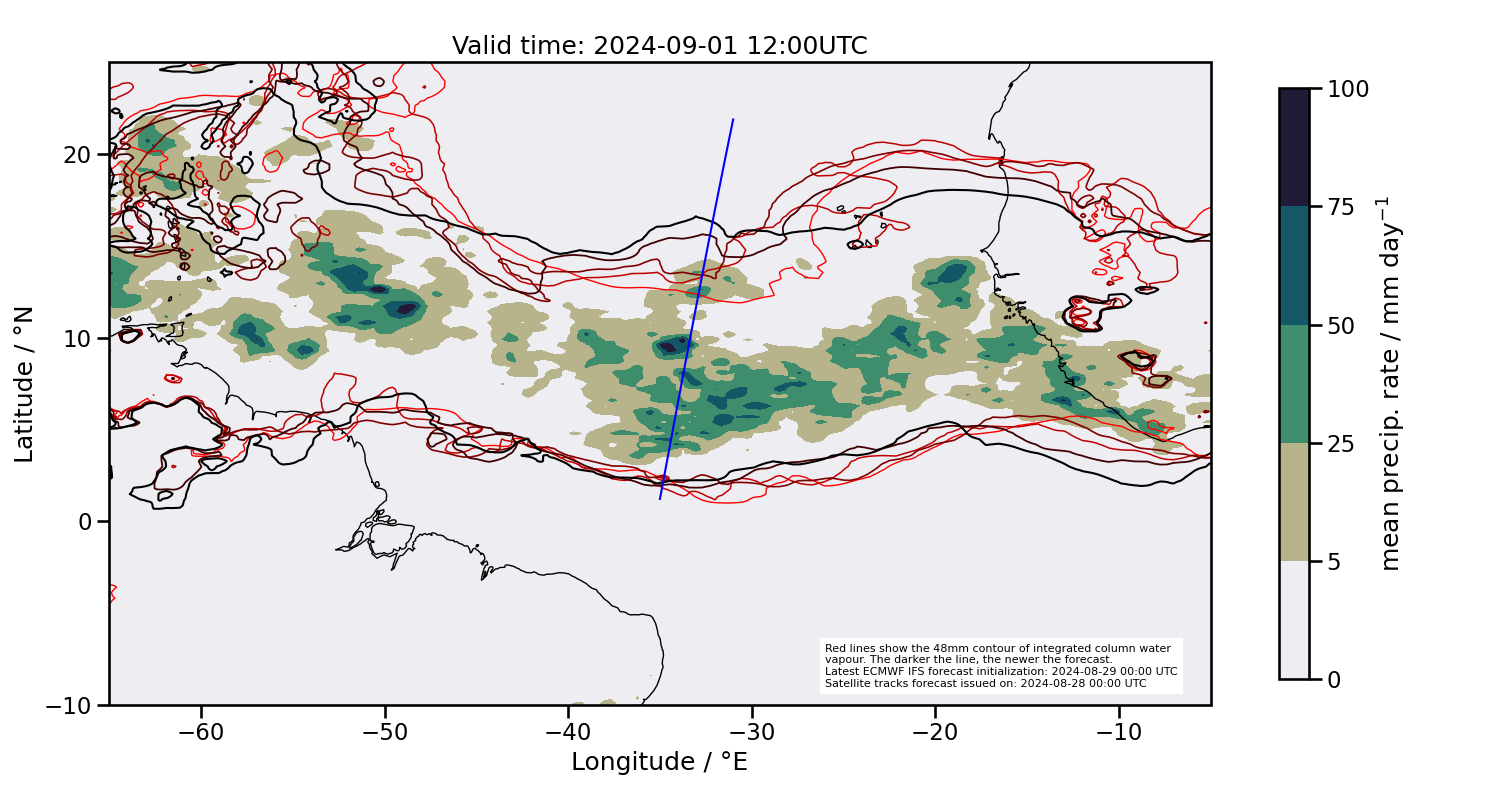 Valid time: 2024-09-01 12:00UTC
Latitude / °N
20
10
0
−10
−60
−50
−40
−30
−20
−10
Longitude / °E
Red lines show the 48mm contour of integrated column water
vapour. The darker the line, the newer the forecast.
Latest ECMWF IFS forecast initialization: 2024-08-29 00:00 UTC
Satellite tracks forecast issued on: 2024-08-28 00:00 UTC
100
75
50
25
5
0
mean precip. rate / mm day⁻¹